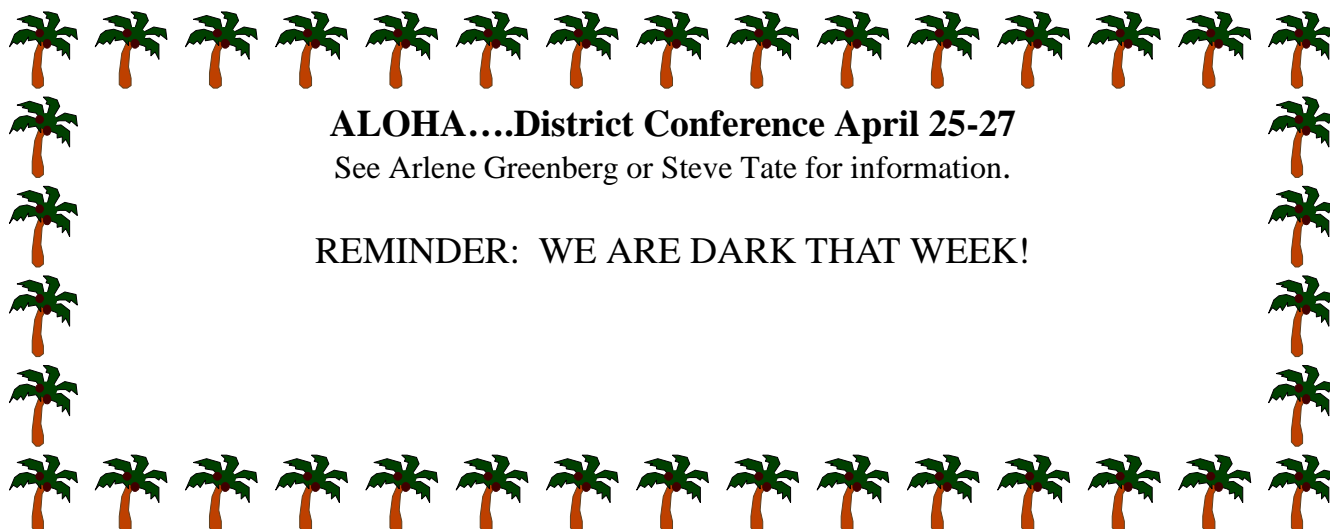 ALOHA….District Conference April 25-27
See Arlene Greenberg or Steve Tate for information.
REMINDER:  WE ARE DARK THAT WEEK!